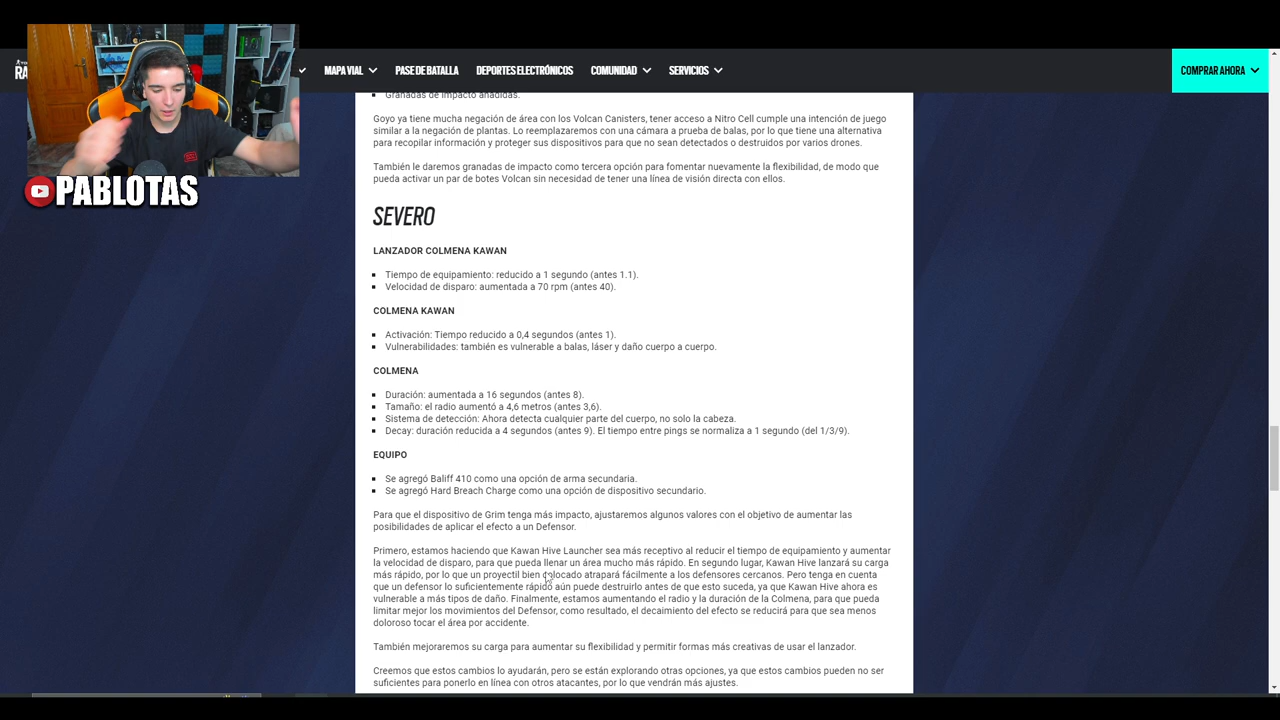 RA
MAPA VIAL
PASE DE BATALLA
DEPORTES ELECTRÓNICOS
COMUNIDAD
SERVICIOS
COMPRAR AHORA
PABLOTAS
Granadas de impacto añadidas.
Goyo ya tiene mucha negación de área con los Volcan Canisters, tener acceso a Nitro Cell cumple una intención de juego
similar a la negación de plantas. Lo reemplazaremos con una cámara a prueba de balas, por lo que tiene una alternativa
para recopilar información y proteger sus dispositivos para que no sean detectados o destruidos por varios drones.
También le daremos granadas de impacto como tercera opción para fomentar nuevamente la flexibilidad, de modo que
pueda activar un par de botes Volcan sin necesidad de tener una línea de visión directa con ellos.
SEVERO
LANZADOR COLMENA KAWAN
Tiempo de equipamiento: reducido a 1 segundo (antes 1.1).
Velocidad de disparo: aumentada a 70 rpm (antes 40).
COLMENA KAWAN
Activación: Tiempo reducido a 0,4 segundos (antes 1).
Vulnerabilidades: también es vulnerable a balas, láser y daño cuerpo a cuerpo.
COLMENA
Duración: aumentada a 16 segundos (antes 8).
Tamaño: el radio aumentó a 4,6 metros (antes 3,6).
Sistema de detección: Ahora detecta cualquier parte del cuerpo, no solo la cabeza.
Decay: duración reducida a 4 segundos (antes 9). El tiempo entre pings se normaliza a 1 segundo (del 1/3/9).
EQUIPO
Se agregó Baliff 410 como una opción de arma secundaria.
Se agregó Hard Breach Charge como una opción de dispositivo secundario.
Para que el dispositivo de Grim tenga más impacto, ajustaremos algunos valores con el objetivo de aumentar las
posibilidades de aplicar el efecto a un Defensor.
Primero, estamos haciendo que Kawan Hive Launcher sea más receptivo al reducir el tiempo de equipamiento y aumentar
la velocidad de disparo, para que pueda llenar un área mucho más rápido. En segundo lugar, Kawan Hive lanzará su carga
más rápido, por lo que un proyectil bien colocado atrapará fácilmente a los defensores cercanos. Pero tenga en cuenta
que un defensor lo suficientemente rápido aún puede destruirlo antes de que esto suceda, ya que Kawan Hive ahora es
vulnerable a más tipos de daño. Finalmente, estamos aumentando el radio y la duración de la Colmena, para que pueda
limitar mejor los movimientos del Defensor, como resultado, el decaimiento del efecto se reducirá para que sea menos
doloroso tocar el área por accidente.
También mejoraremos su carga para aumentar su flexibilidad y permitir formas más creativas de usar el lanzador.
Creemos que estos cambios lo ayudarán, pero se están explorando otras opciones, ya que estos cambios pueden no ser
suficientes para ponerlo en línea con otros atacantes, por lo que vendrán más ajustes.